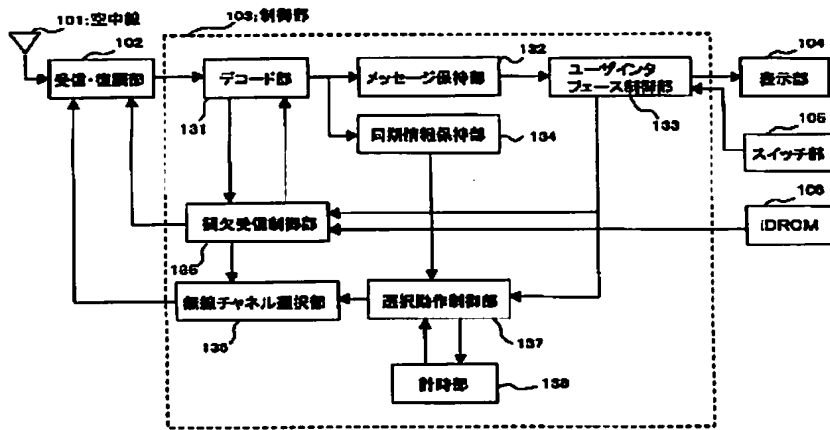 101:空中線
102
受信・復調部
103:制御部
デコード部
131
132
メッセージ保持部
ユーザインタ
フェース制御部
133
104
表示部
同期情報保持部
134
105
スイッチ部
106
IDROM
間欠受信制御部
135
無線チャネル選択部
136
選択動作制御部
137
計時部
138